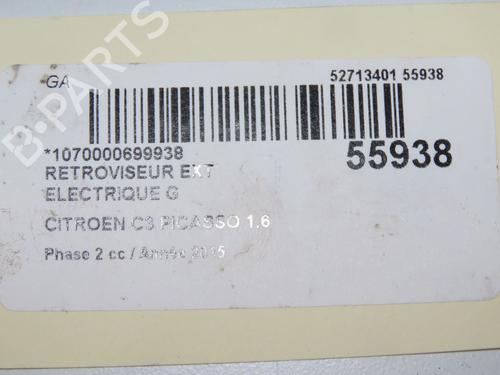 GA
52713401 55938
*1070000699938
55938
RETROVISEUR EXT
ELECTRIQUE G
CITROEN C3 PICASSO 1.6
Phase 2 cc / Année 2015
B-PARTS